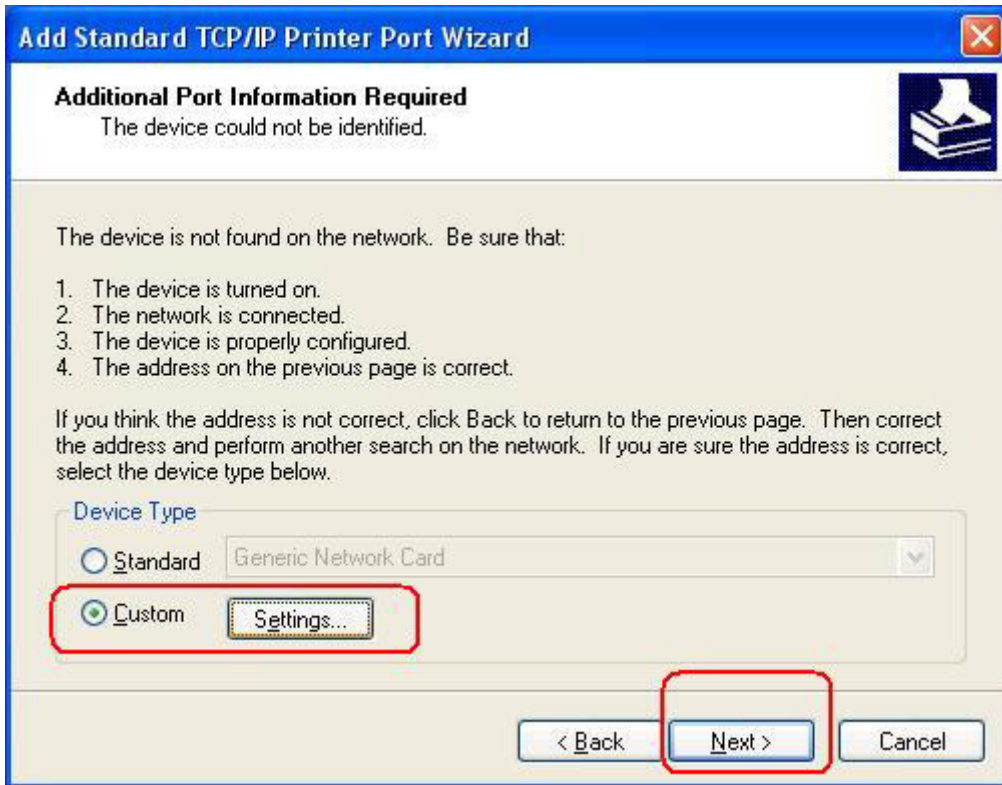 Add Standard TCP/IP Printer Port Wizard
Additional Port Information Required
The device could not be identified.
The device is not found on the network. Be sure that:
1. The device is turned on.
2. The network is connected.
3. The device is properly configured.
4. The address on the previous page is correct.
If you think the address is not correct, click Back to return to the previous page. Then correct
the address and perform another search on the network. If you are sure the address is correct,
select the device type below.
Device Type
Standard Generic Network Card
Custom Settings...
< Back Next > Cancel